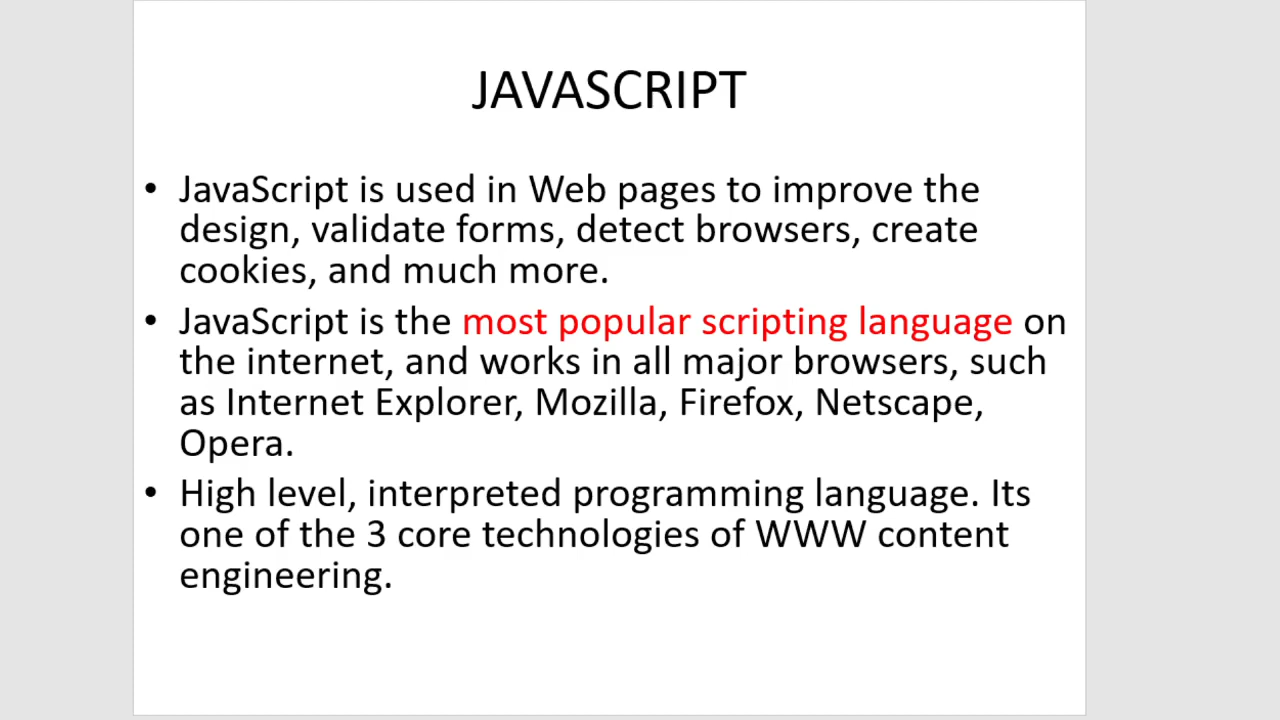 JAVASCRIPT
• JavaScript is used in Web pages to improve the
design, validate forms, detect browsers, create
cookies, and much more.
• JavaScript is the most popular scripting language on
the internet, and works in all major browsers, such
as Internet Explorer, Mozilla, Firefox, Netscape,
Opera.
• High level, interpreted programming language. Its
one of the 3 core technologies of WWW content
engineering.